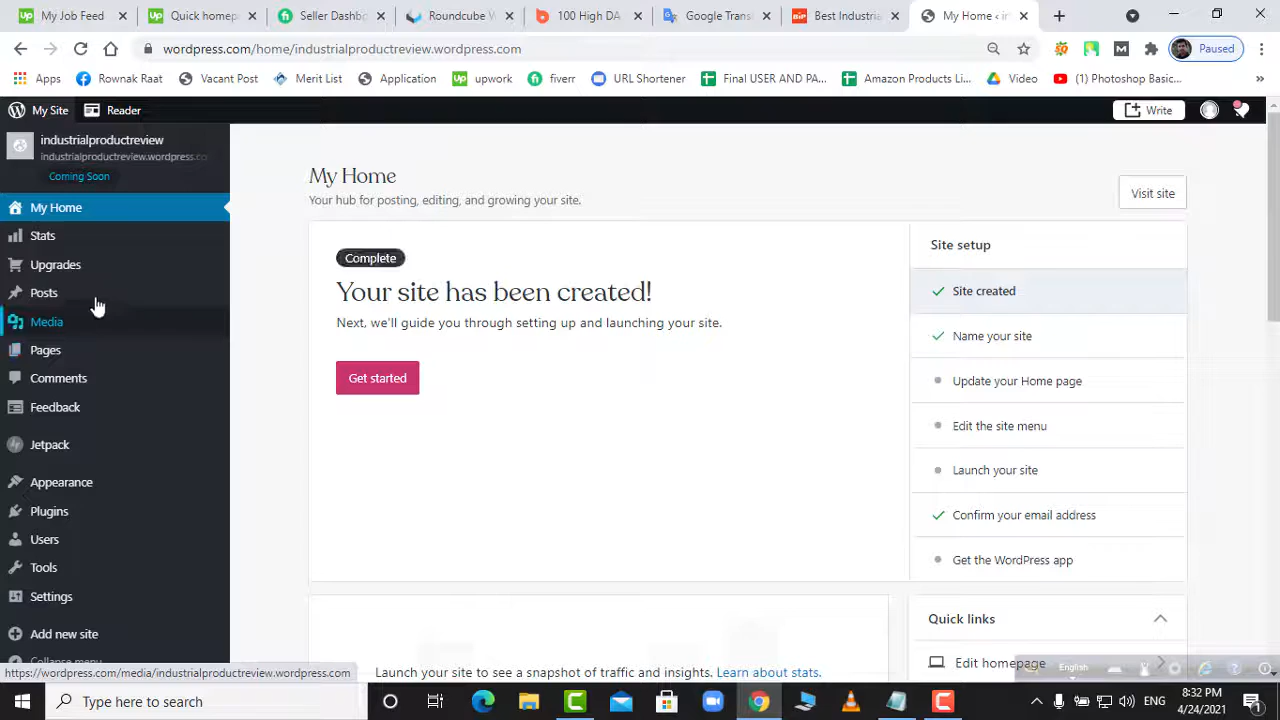 My Job Feed
Quick homep
Seller Dashb
Roundcube W
100 High DA
Google Trans
Best Industria
My Home ‹ in
wordpress.com/home/industrialproductreview.wordpress.com
Paused
Apps
Rownak Raat
Vacant Post
Merit List
Application
upwork
fiverr
URL Shortener
Final USER AND PA...
Amazon Products Li...
Video
(1) Photoshop Basic...
»
My Site
Reader
Write
industrialproductreview
industrialproductreview.wordpress.co
Coming Soon
My Home
Stats
Upgrades
Posts
Media
Pages
Comments
Feedback
Jetpack
Appearance
Plugins
Users
Tools
Settings
Add new site
Collapse menu
My Home
Your hub for posting, editing, and growing your site.
Visit site
Complete
Your site has been created!
Next, we'll guide you through setting up and launching your site.
Get started
Site setup
Site created
Name your site
Update your Home page
Edit the site menu
Launch your site
Confirm your email address
Get the WordPress app
Quick links
Edit homepage
Launch your site to see a snapshot of traffic and insights. Learn about stats.
https://wordpress.com/media/industrialproductreview.wordpress.com
English
Type here to search
ENG
8:32 PM
4/24/2021